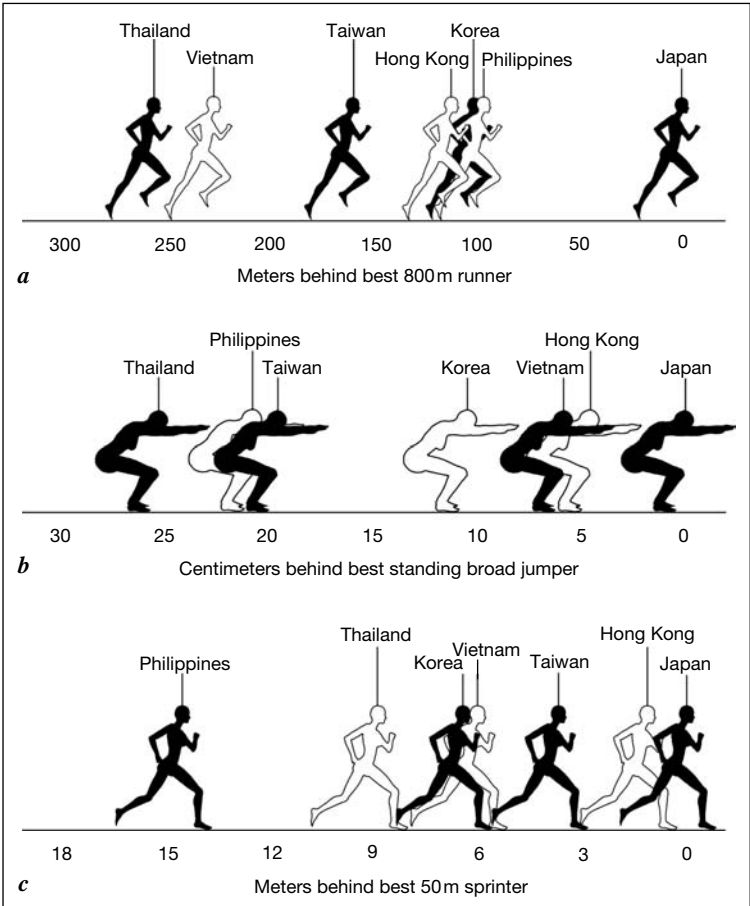 Thailand
Vietnam
Taiwan
Korea
Hong Kong
Philippines
Japan
300 250 200 150 100 50 0
a Meters behind best 800 m runner
Philippines
Hong Kong
Thailand
Taiwan
Korea
Vietnam
Japan
30 25 20 15 10 5 0
b Centimeters behind best standing broad jumper
Thailand
Hong Kong
Vietnam
Philippines
Korea
Taiwan
Japan
18 15 12 9 6 3 0
c Meters behind best 50 m sprinter